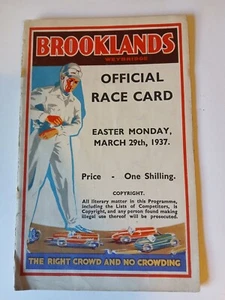 BROOKLANDS
WEYBRIDGE
OFFICIAL
RACE CARD
EASTER MONDAY,
MARCH 29th, 1937.
Price - One Shilling.
COPYRIGHT.
All literary matter in this Programme,
including the Lists of Competitors, is
Copyright, and any person found making
illegal use thereof will be prosecuted.
THE RIGHT CROWD AND NO CROWDING